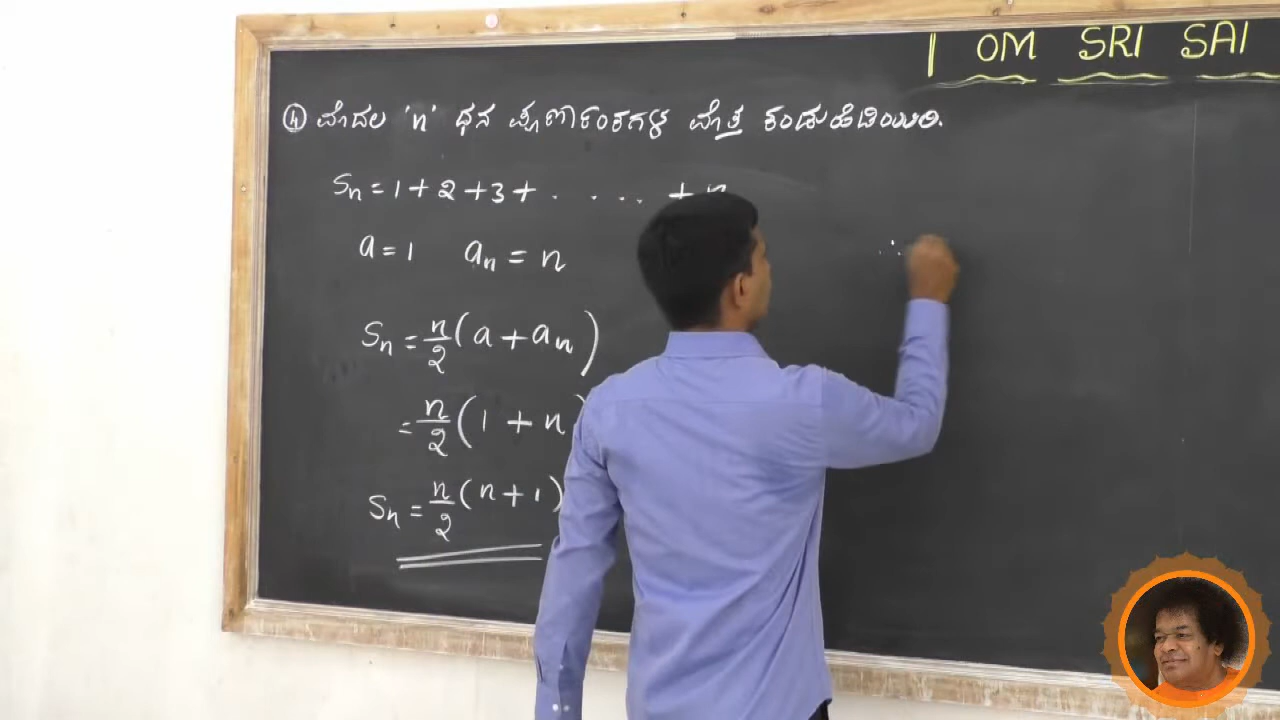 | OM SRI SAI
④ ಮೊದಲ 'n' ಧನ ಪೂರ್ಣಾಂಕಗಳ ಮೊತ್ತ ಕಂಡುಹಿಡಿಯಿರಿ.
Sn = 1 + 2 + 3 + . . . . . + n
a = 1 an = n
Sn = n/2 (a + an)
= n/2 (1 + n)
Sn = n/2 (n + 1)
∴